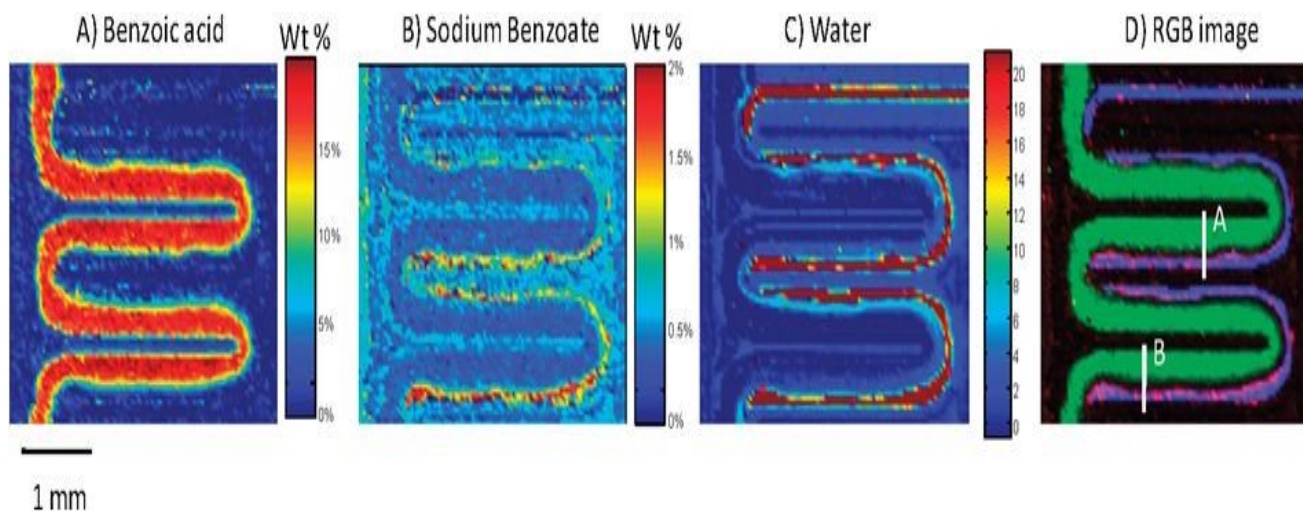 A) Benzoic acid
Wt %
B) Sodium Benzoate
Wt %
C) Water
D) RGB image
15%
10%
5%
0%
2%
1.5%
1%
0.5%
0%
20
18
16
14
12
10
8
6
4
2
0
A
B
1 mm